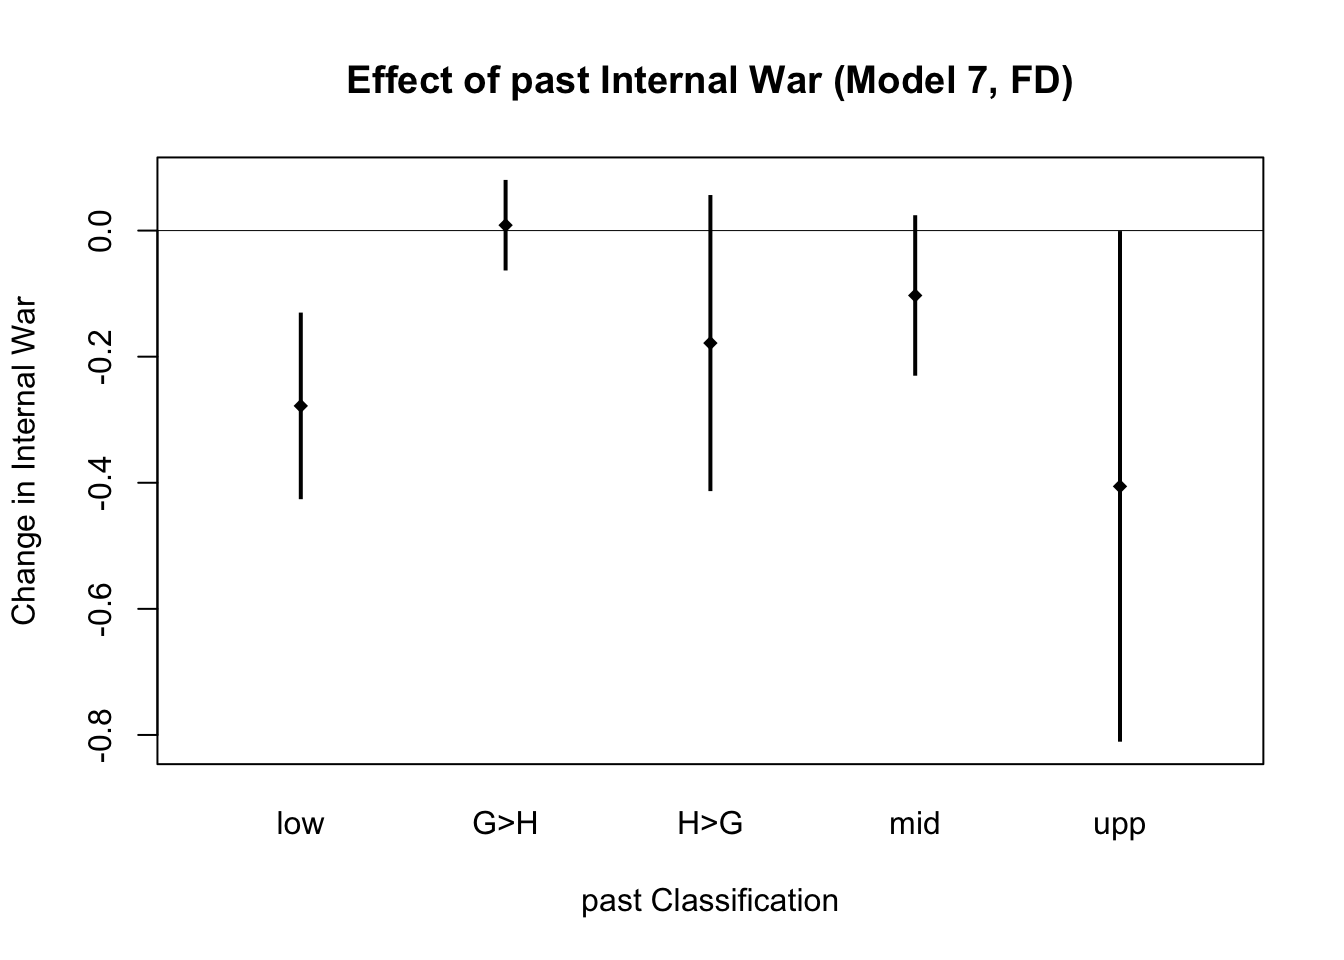 Effect of past Internal War (Model 7, FD)
Change in Internal War
0.0
-0.2
-0.4
-0.6
-0.8
low G>H H>G mid upp
past Classification